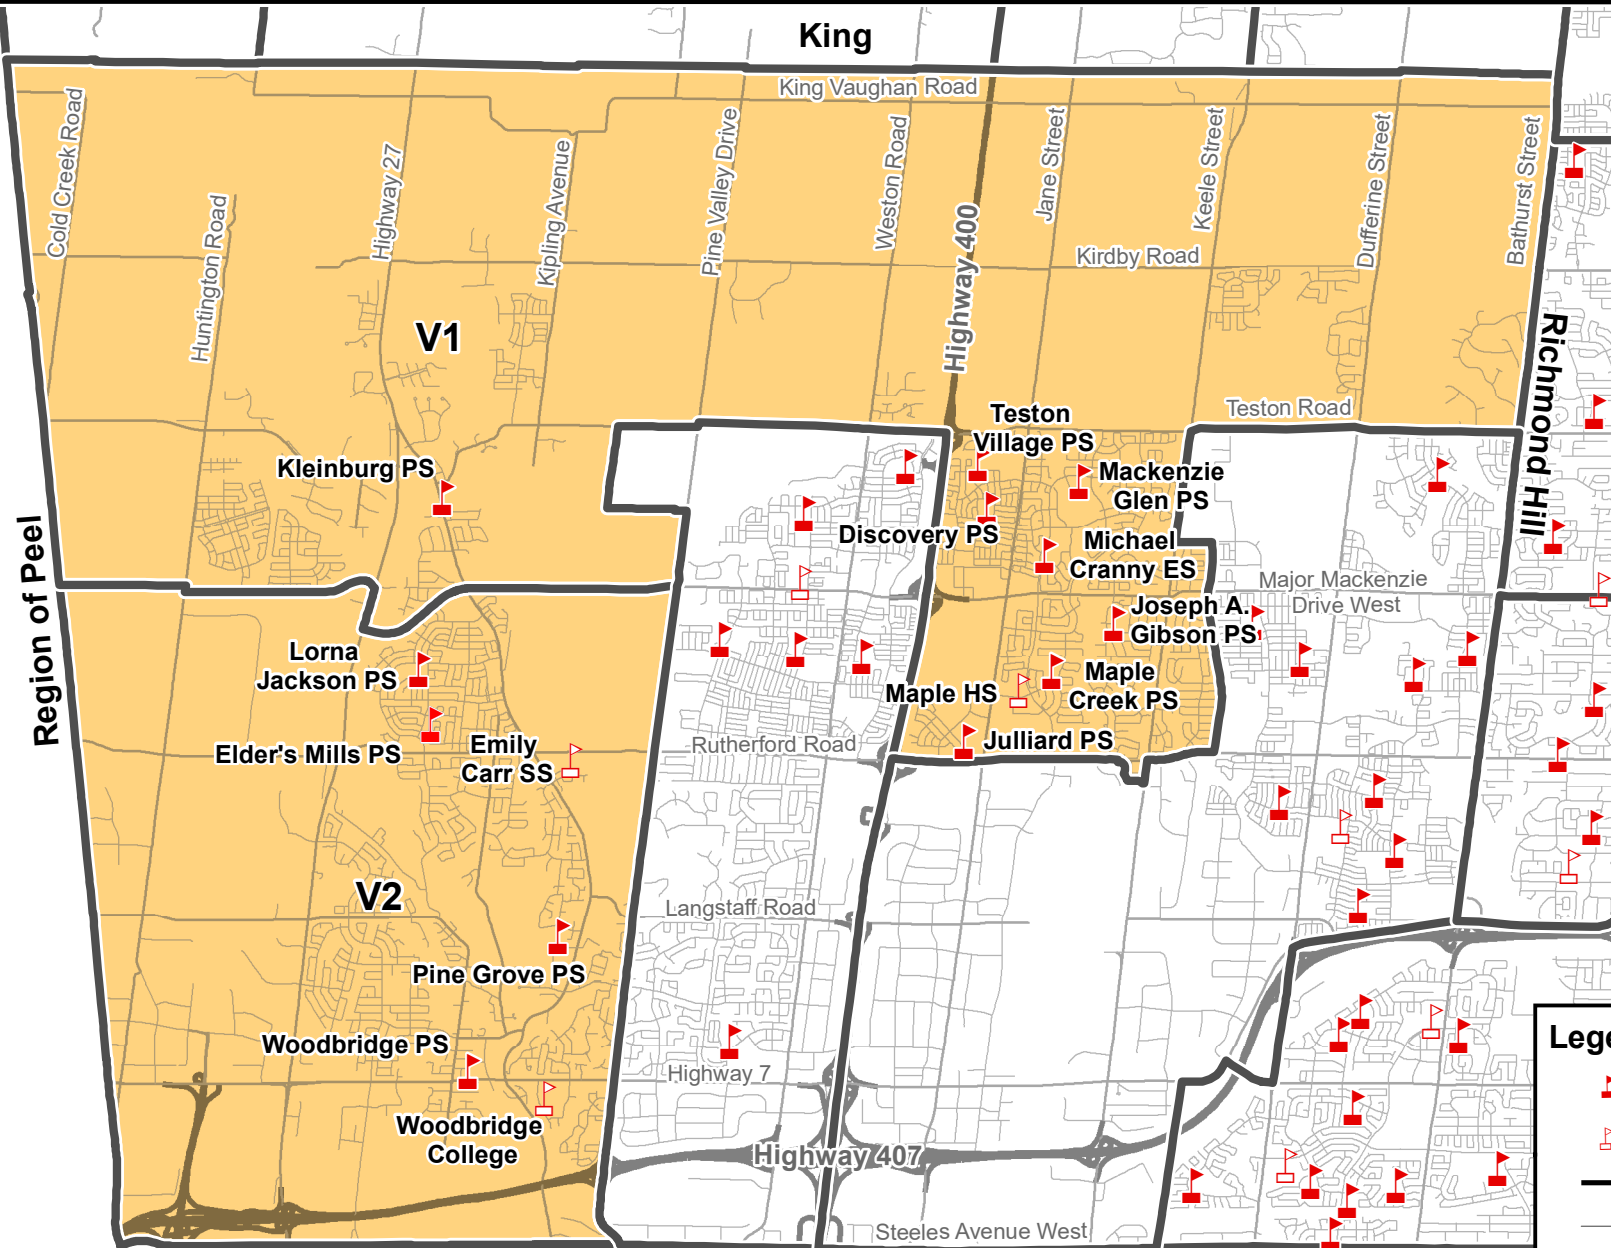 King
King Vaughan Road
Cold Creek Road
Huntington Road
Highway 27
Kipling Avenue
Pine Valley Drive
Weston Road
Highway 400
Jane Street
Keele Street
Dufferine Street
Bathurst Street
Kirdby Road
V1
Richmond Hill
Teston Road
Teston
Village PS
Kleinburg PS
Mackenzie
Glen PS
Discovery PS
Michael
Cranny ES
Region of Peel
Major Mackenzie
Drive West
Joseph A.
Gibson PS
Lorna
Jackson PS
Maple HS
Maple
Creek PS
Elder's Mills PS
Emily
Carr SS
Rutherford Road
Julliard PS
V2
Langstaff Road
Pine Grove PS
Woodbridge PS
Highway 7
Lege
Woodbridge
College
Highway 407
Steeles Avenue West